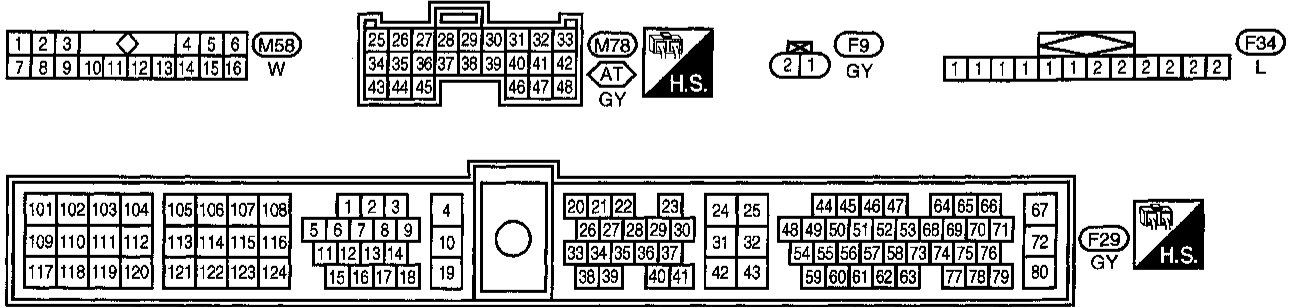 1 2 3 4 5 6 M58
7 8 9 10 11 12 13 14 15 16 W
25 26 27 28 29 30 31 32 33 M78
34 35 36 37 38 39 40 41 42 AT
43 44 45 46 47 48 GY
H.S.
F9
2 1 GY
F34
1 1 1 1 1 1 2 2 2 2 2 2 L
101 102 103 104 105 106 107 108 1 2 3 4
5 6 7 8 9
109 110 111 112 113 114 115 116 10
11 12 13 14
117 118 119 120 121 122 123 124 15 16 17 18 19
20 21 22 23 24 25
26 27 28 29 30
31 32
33 34 35 36 37
38 39 40 41 42 43
44 45 46 47 64 65 66 67
48 49 50 51 52 53 68 69 70 71
72
54 55 56 57 58 73 74 75 76
59 60 61 62 63 77 78 79 80
F29
GY
H.S.